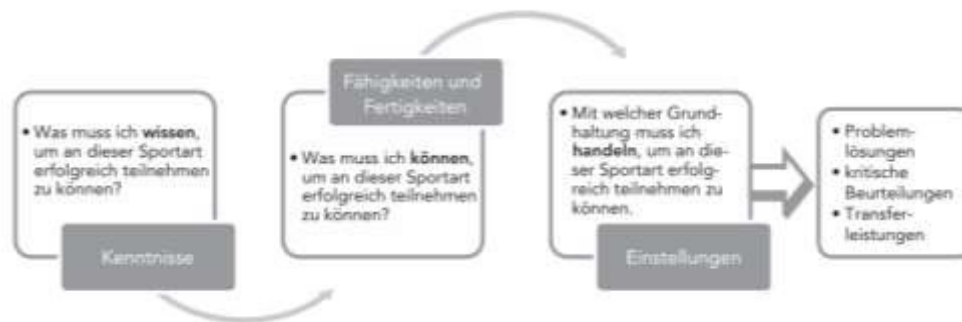 • Was muss ich wissen,
um an dieser Sportart
erfolgreich teilnehmen
zu können?
Kenntnisse
Fähigkeiten und
Fertigkeiten
• Was muss ich können,
um an dieser Sportart
erfolgreich teilnehmen
zu können?
• Mit welcher Grund-
haltung muss ich
handeln, um an die-
ser Sportart erfolg-
reich teilnehmen zu
können.
Einstellungen
• Problem-
lösungen
• kritische
Beurteilungen
• Transfer-
leistungen